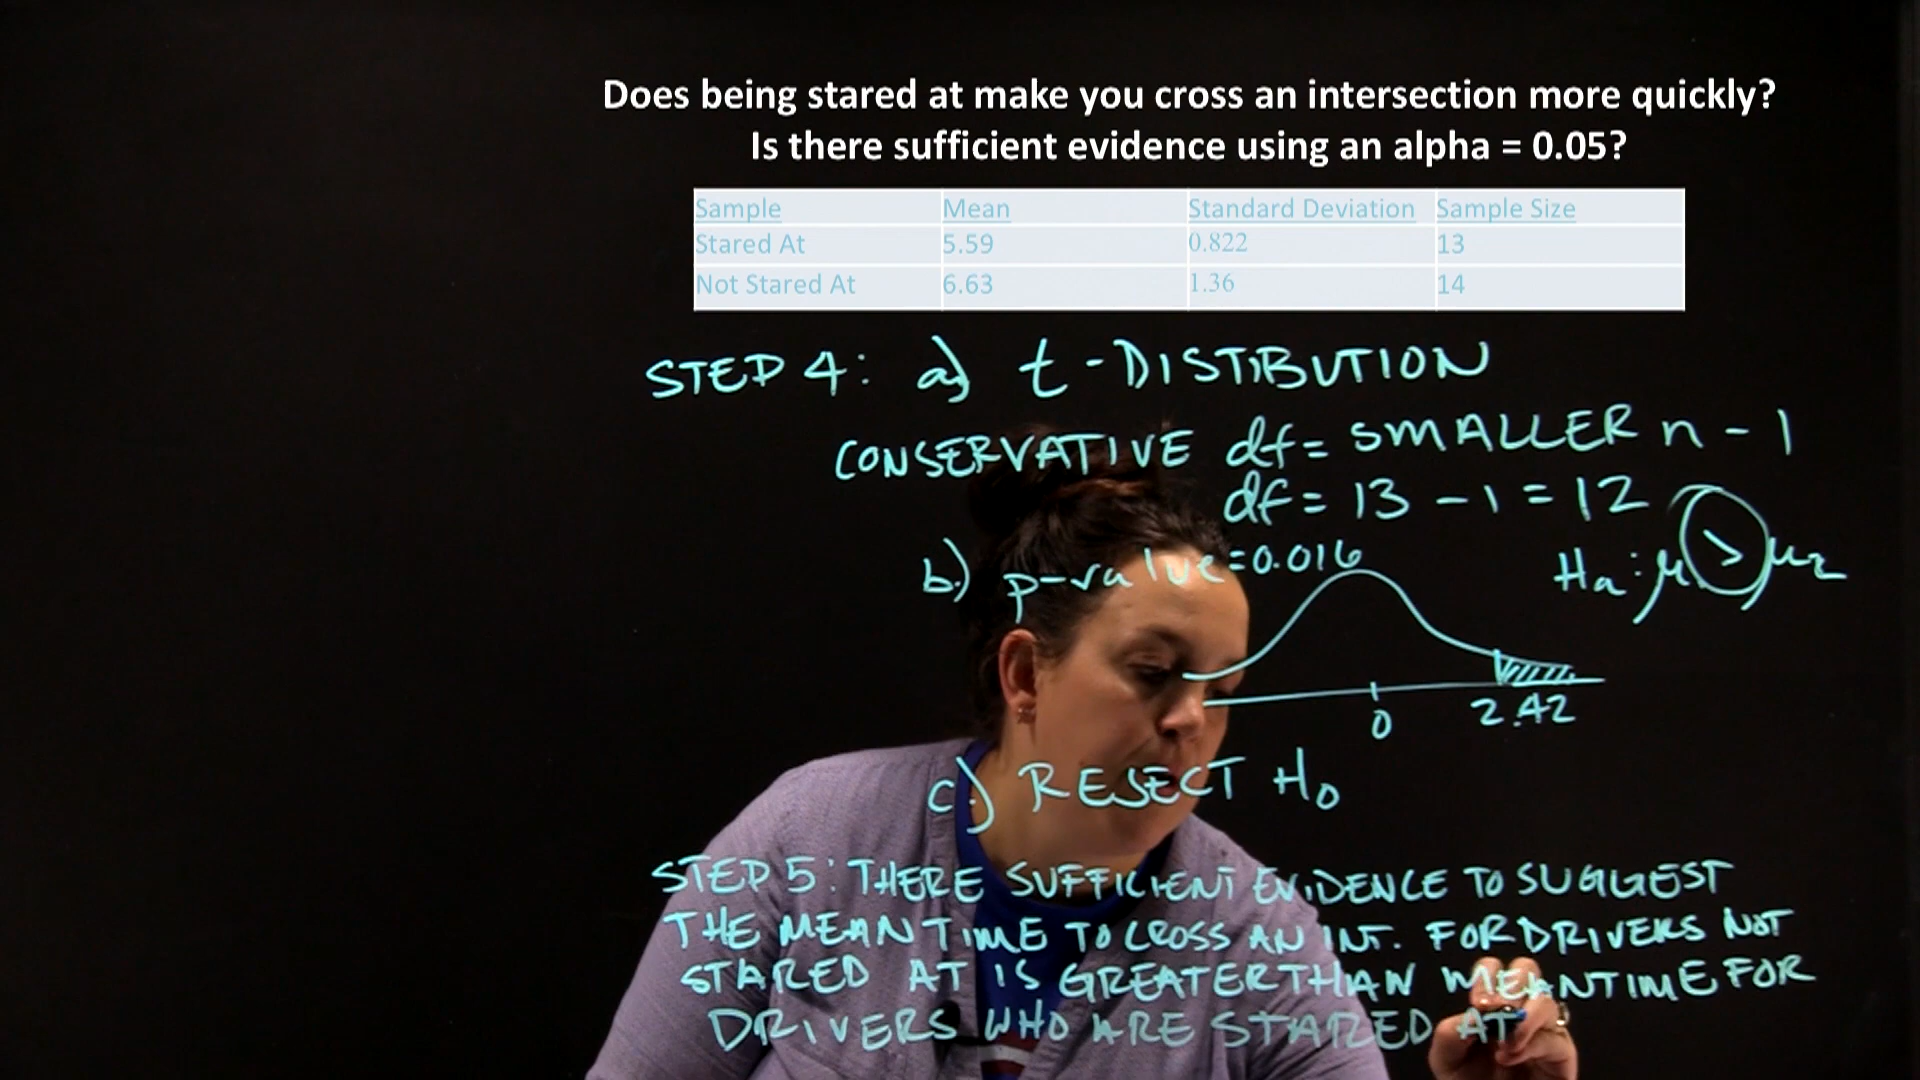 Does being stared at make you cross an intersection more quickly?
Is there sufficient evidence using an alpha = 0.05?
Sample Mean Standard Deviation Sample Size
Stared At 5.59 0.822 13
Not Stared At 6.63 1.36 14
STEP 4: a) t-DISTIBUTION
CONSERVATIVE df = SMALLER n - 1
df = 13 - 1 = 12
b.) p-value = 0.016
Ha: μ1 > μ2
0 2.42
c.) REJECT H0
STEP 5: THERE SUFFICIENT EVIDENCE TO SUGGEST
THE MEAN TIME TO CROSS AN INT. FOR DRIVERS NOT
STARED AT IS GREATER THAN MEAN TIME FOR
DRIVERS WHO ARE STARED AT